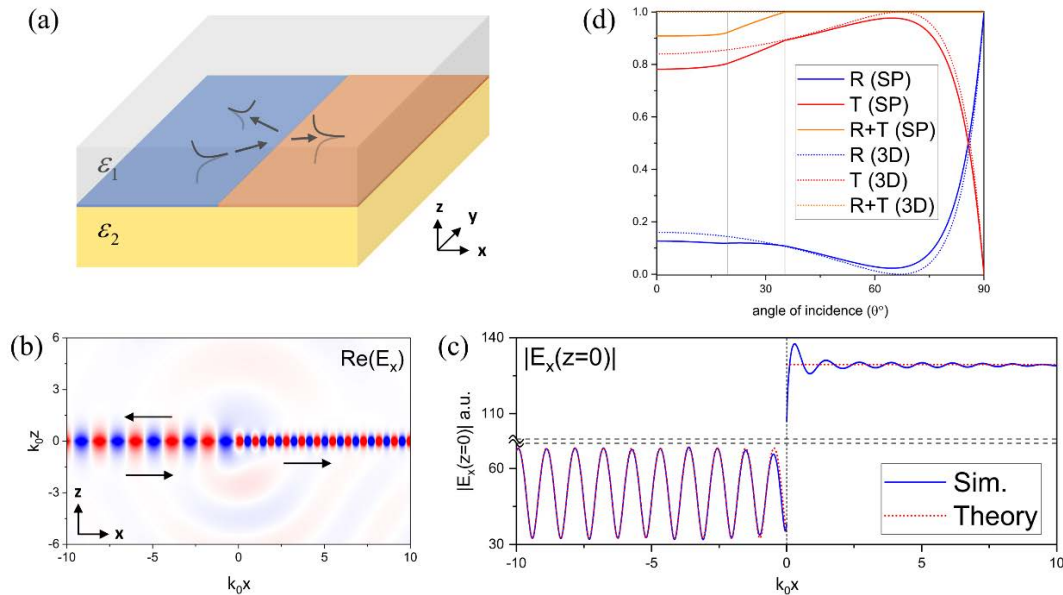 (a)
ε₁
ε₂
z
y
x
(b)
Re(Eₓ)
k₀z
6
3
0
-3
-6
z
x
-10
-5
0
5
10
k₀x
(c)
|Eₓ(z=0)|
|Eₓ(z=0)| a.u.
140
110
60
30
Sim.
Theory
-10
-5
0
5
10
k₀x
(d)
1.0
0.8
0.6
0.4
0.2
0.0
R (SP)
T (SP)
R+T (SP)
R (3D)
T (3D)
R+T (3D)
0
30
60
90
angle of incidence (θ°)